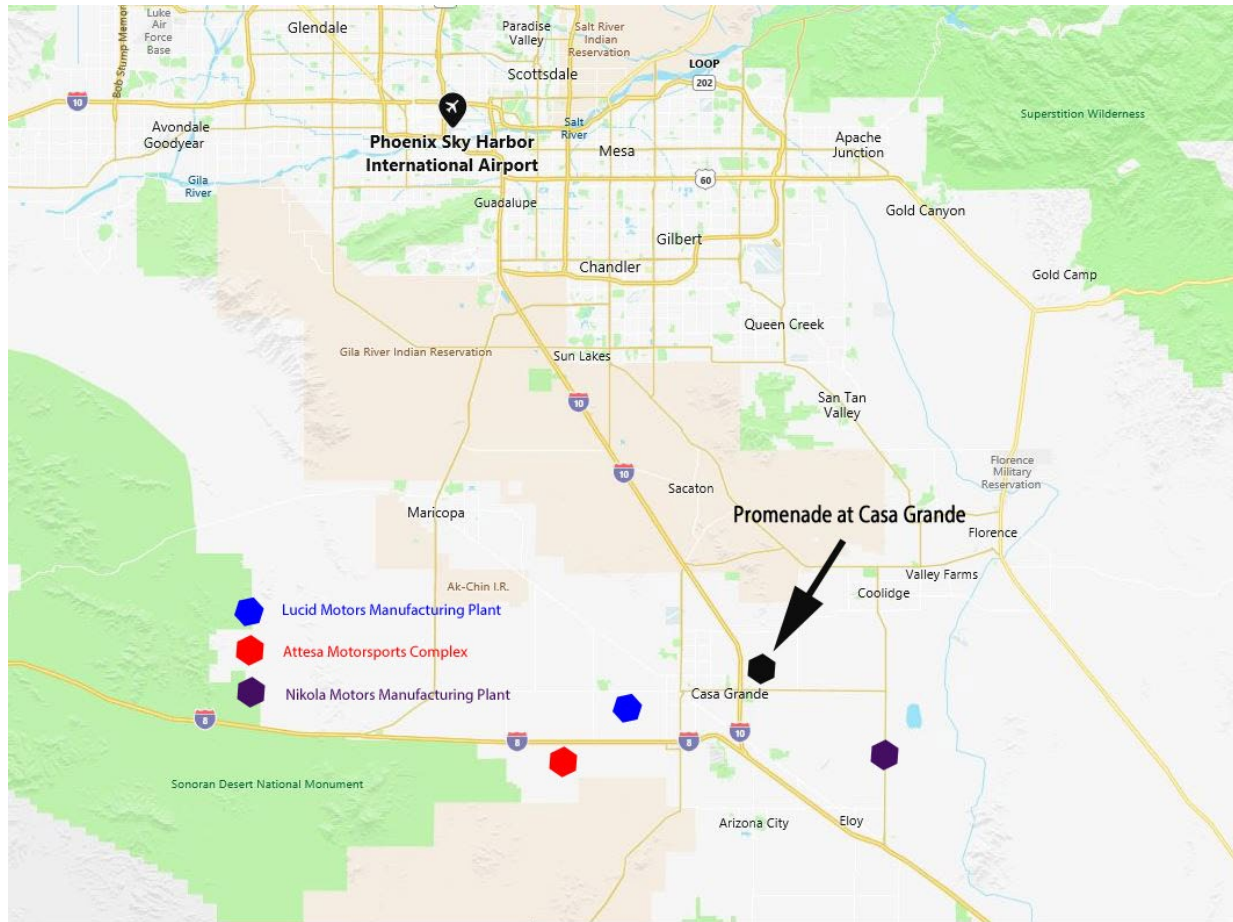 Luke
Air
Force
Base
Bob Stump Memor
Glendale
Paradise
Valley
Salt River
Indian
Reservation
Scottsdale
LOOP
202
10
Superstition Wilderness
Avondale
Goodyear
Phoenix Sky Harbor
International Airport
Salt
River
Mesa
Apache
Junction
Gila
River
60
Guadalupe
Gold Canyon
Gilbert
Chandler
Gold Camp
Queen Creek
Gila River Indian Reservation
Sun Lakes
10
San Tan
Valley
10
Florence
Military
Reservation
Sacaton
Maricopa
Promenade at Casa Grande
Florence
Valley Farms
Ak-Chin I.R.
Coolidge
Lucid Motors Manufacturing Plant
Attesa Motorsports Complex
Nikola Motors Manufacturing Plant
Casa Grande
8
10
8
8
Sonoran Desert National Monument
Arizona City
Eloy
10